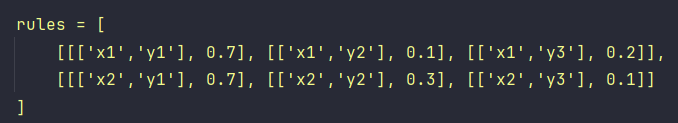 rules = [
    [[['x1','y1'], 0.7], [['x1','y2'], 0.1], [['x1','y3'], 0.2]],
    [[['x2','y1'], 0.7], [['x2','y2'], 0.3], [['x2','y3'], 0.1]]
]